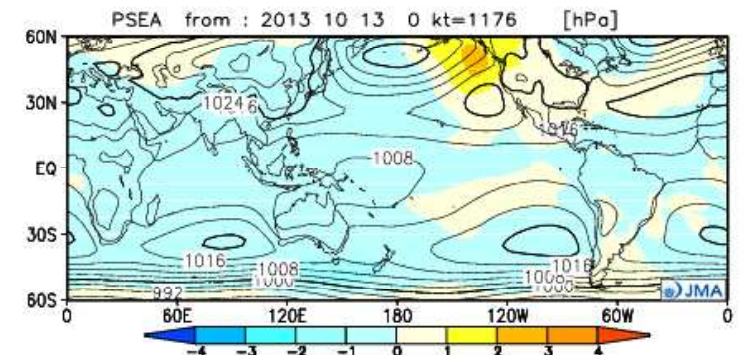 PSEA from : 2013 10 13 0 kt=1176 [hPa]
60N
30N
EQ
30S
60S
1024
1016
1008
1016
1008
1000
992
1016
1008
1000
JMA
0 60E 120E 180 120W 60W 0
-4 -3 -2 -1 0 1 2 3 4